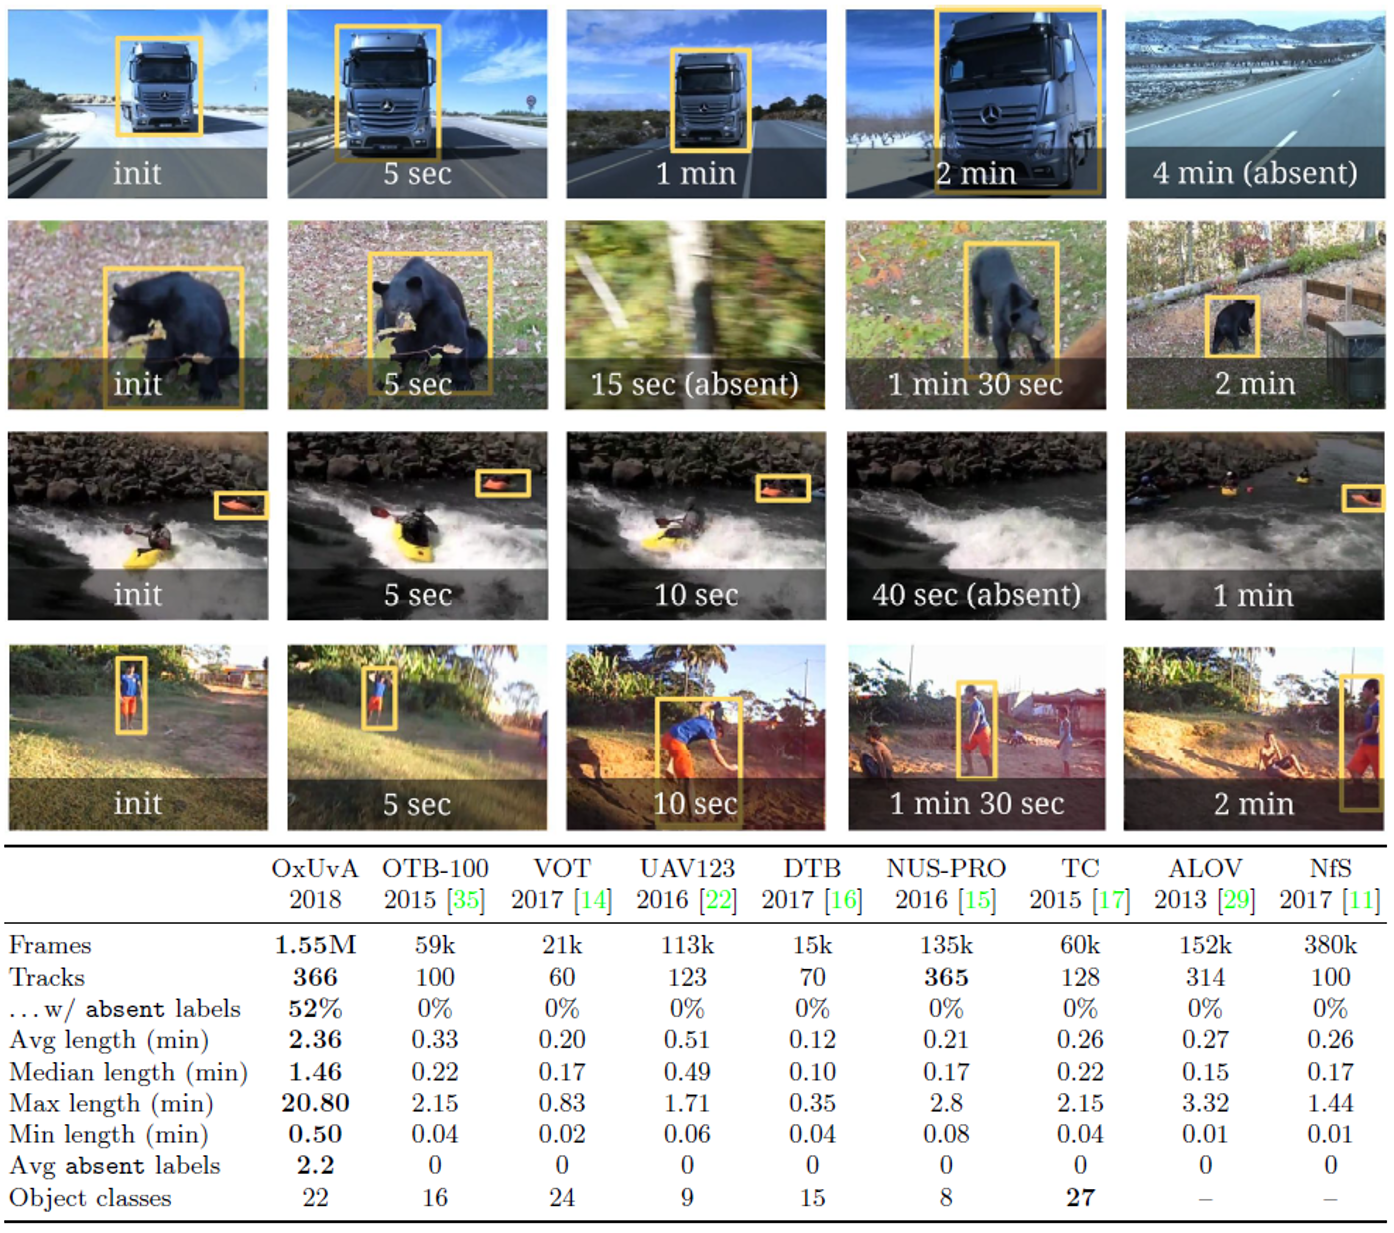 init 5 sec 1 min 2 min 4 min (absent)
init 5 sec 15 sec (absent) 1 min 30 sec 2 min
init 5 sec 10 sec 40 sec (absent) 1 min
init 5 sec 10 sec 1 min 30 sec 2 min
OxUvA OTB-100 VOT UAV123 DTB NUS-PRO TC ALOV NfS
2018 2015 [35] 2017 [14] 2016 [22] 2017 [16] 2016 [15] 2015 [17] 2013 [29] 2017 [11]
Frames 1.55M 59k 21k 113k 15k 135k 60k 152k 380k
Tracks 366 100 60 123 70 365 128 314 100
...w/ absent labels 52% 0% 0% 0% 0% 0% 0% 0% 0%
Avg length (min) 2.36 0.33 0.20 0.51 0.12 0.21 0.26 0.27 0.26
Median length (min) 1.46 0.22 0.17 0.49 0.10 0.17 0.22 0.15 0.17
Max length (min) 20.80 2.15 0.83 1.71 0.35 2.8 2.15 3.32 1.44
Min length (min) 0.50 0.04 0.02 0.06 0.04 0.08 0.04 0.01 0.01
Avg absent labels 2.2 0 0 0 0 0 0 0 0
Object classes 22 16 24 9 15 8 27 – –